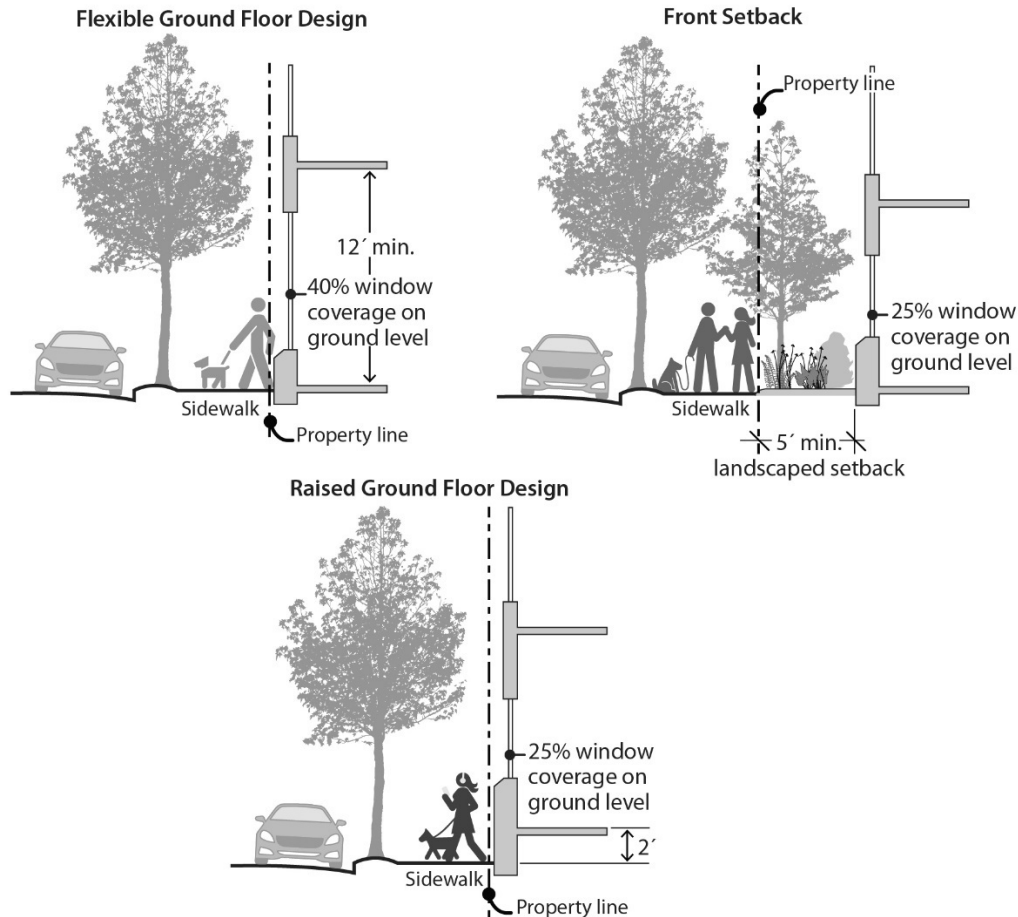 Flexible Ground Floor Design
12´ min.
40% window
coverage on
ground level
Sidewalk
Property line
Front Setback
Property line
25% window
coverage on
ground level
Sidewalk
5´ min.
landscaped setback
Raised Ground Floor Design
25% window
coverage on
ground level
2´
Sidewalk
Property line